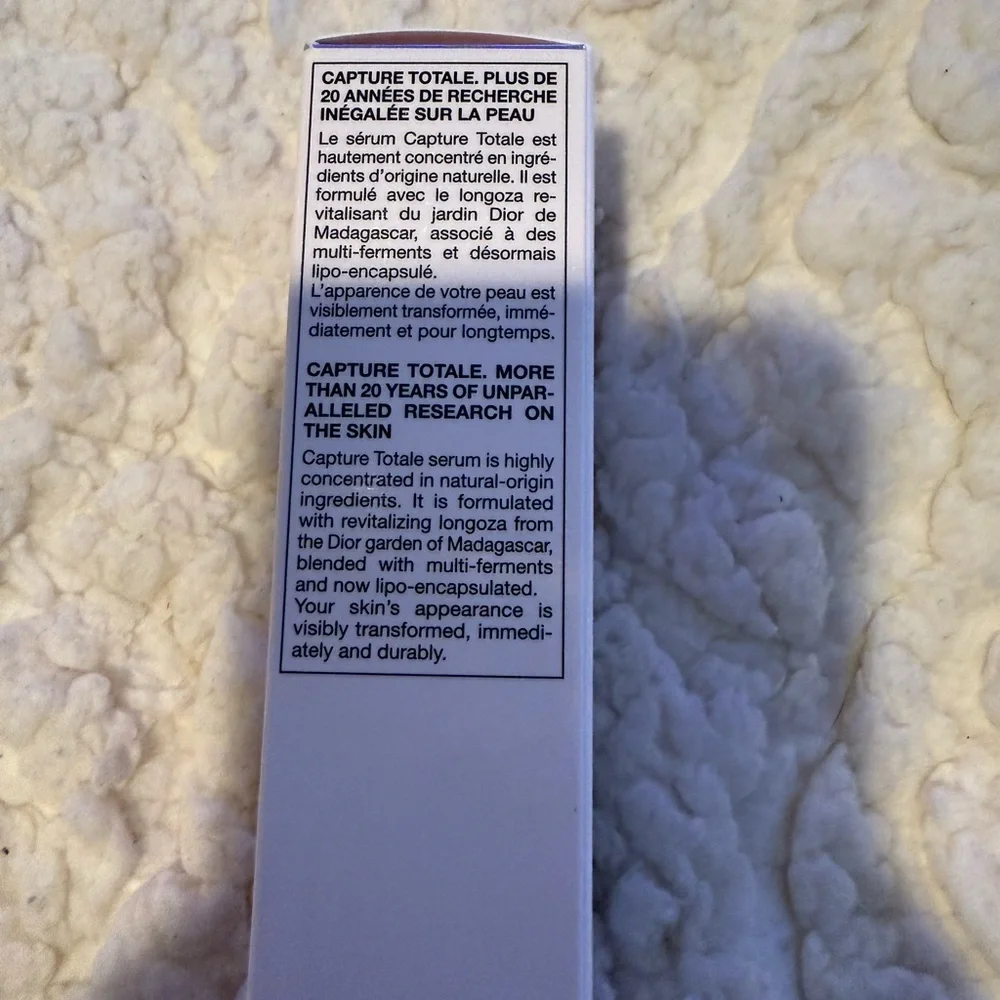 CAPTURE TOTALE. PLUS DE
20 ANNÉES DE RECHERCHE
INÉGALÉE SUR LA PEAU
Le sérum Capture Totale est
hautement concentré en ingré-
dients d'origine naturelle. Il est
formulé avec le longoza re-
vitalisant du jardin Dior de
Madagascar, associé à des
multi-ferments et désormais
lipo-encapsulé.
L'apparence de votre peau est
visiblement transformée, immé-
diatement et pour longtemps.
CAPTURE TOTALE. MORE
THAN 20 YEARS OF UNPAR-
ALLELED RESEARCH ON
THE SKIN
Capture Totale serum is highly
concentrated in natural-origin
ingredients. It is formulated
with revitalizing longoza from
the Dior garden of Madagascar,
blended with multi-ferments
and now lipo-encapsulated.
Your skin's appearance is
visibly transformed, immedi-
ately and durably.